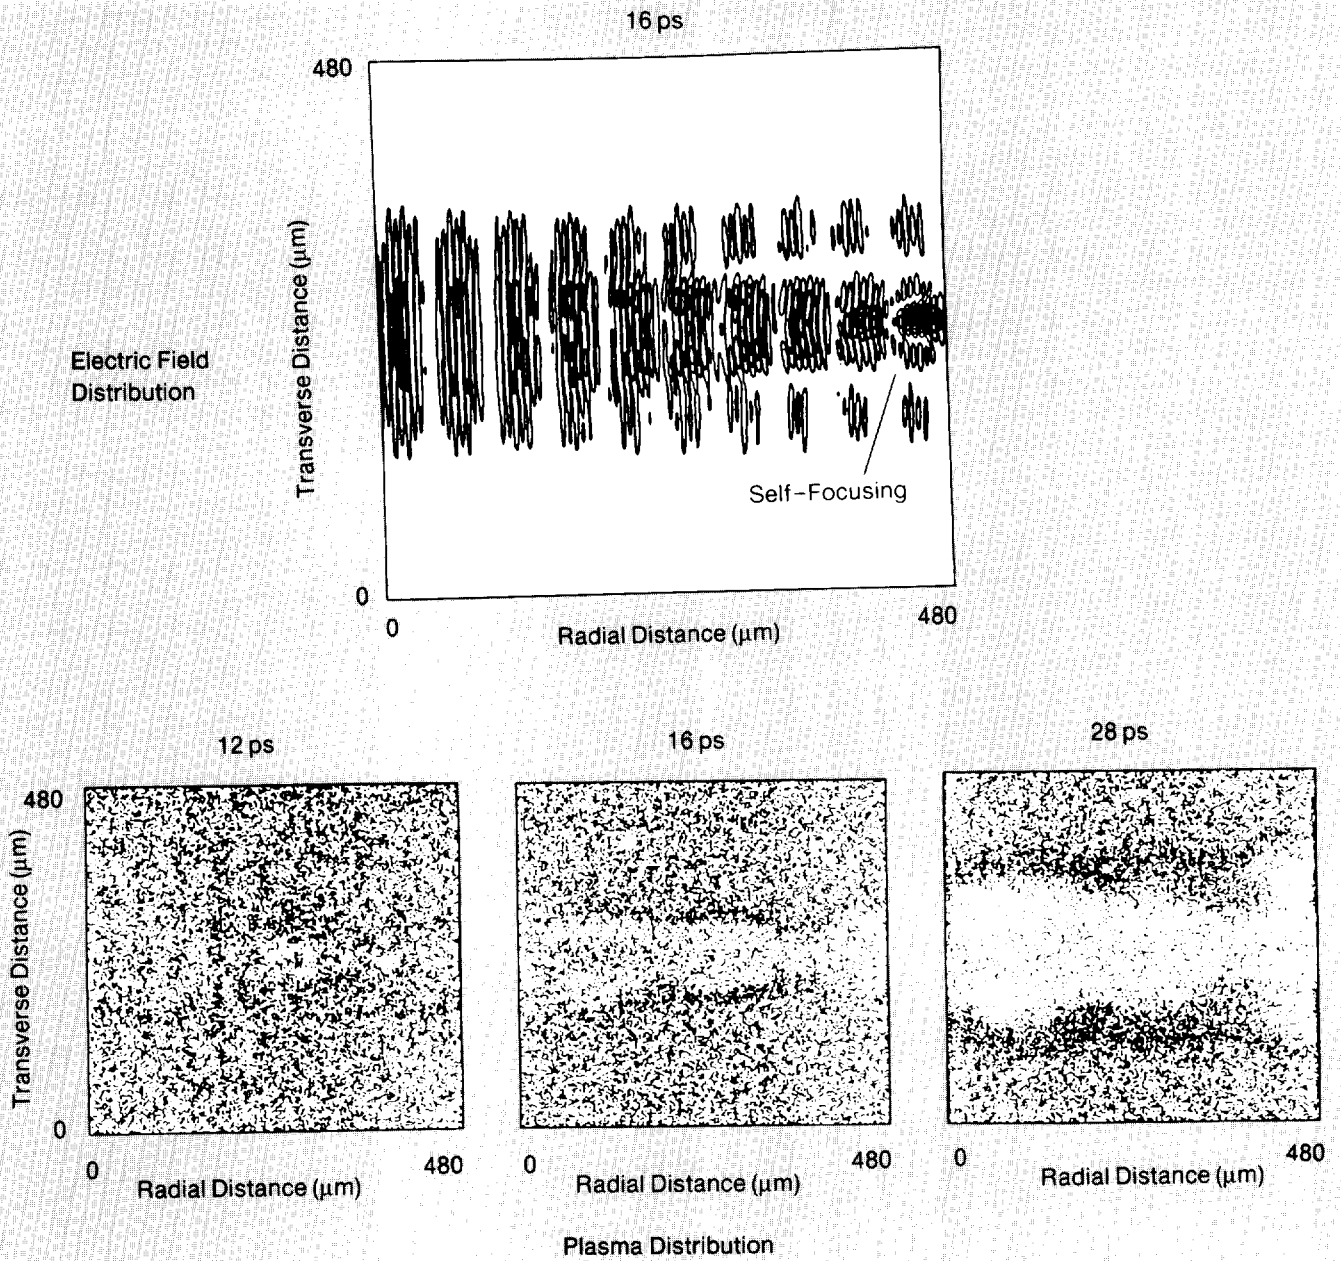 16 ps
480
Transverse Distance (μm)
Electric Field
Distribution
Self-Focusing
0
0
480
Radial Distance (μm)
12 ps
16 ps
28 ps
480
Transverse Distance (μm)
0
0
480
0
480
0
480
Radial Distance (μm)
Radial Distance (μm)
Radial Distance (μm)
Plasma Distribution